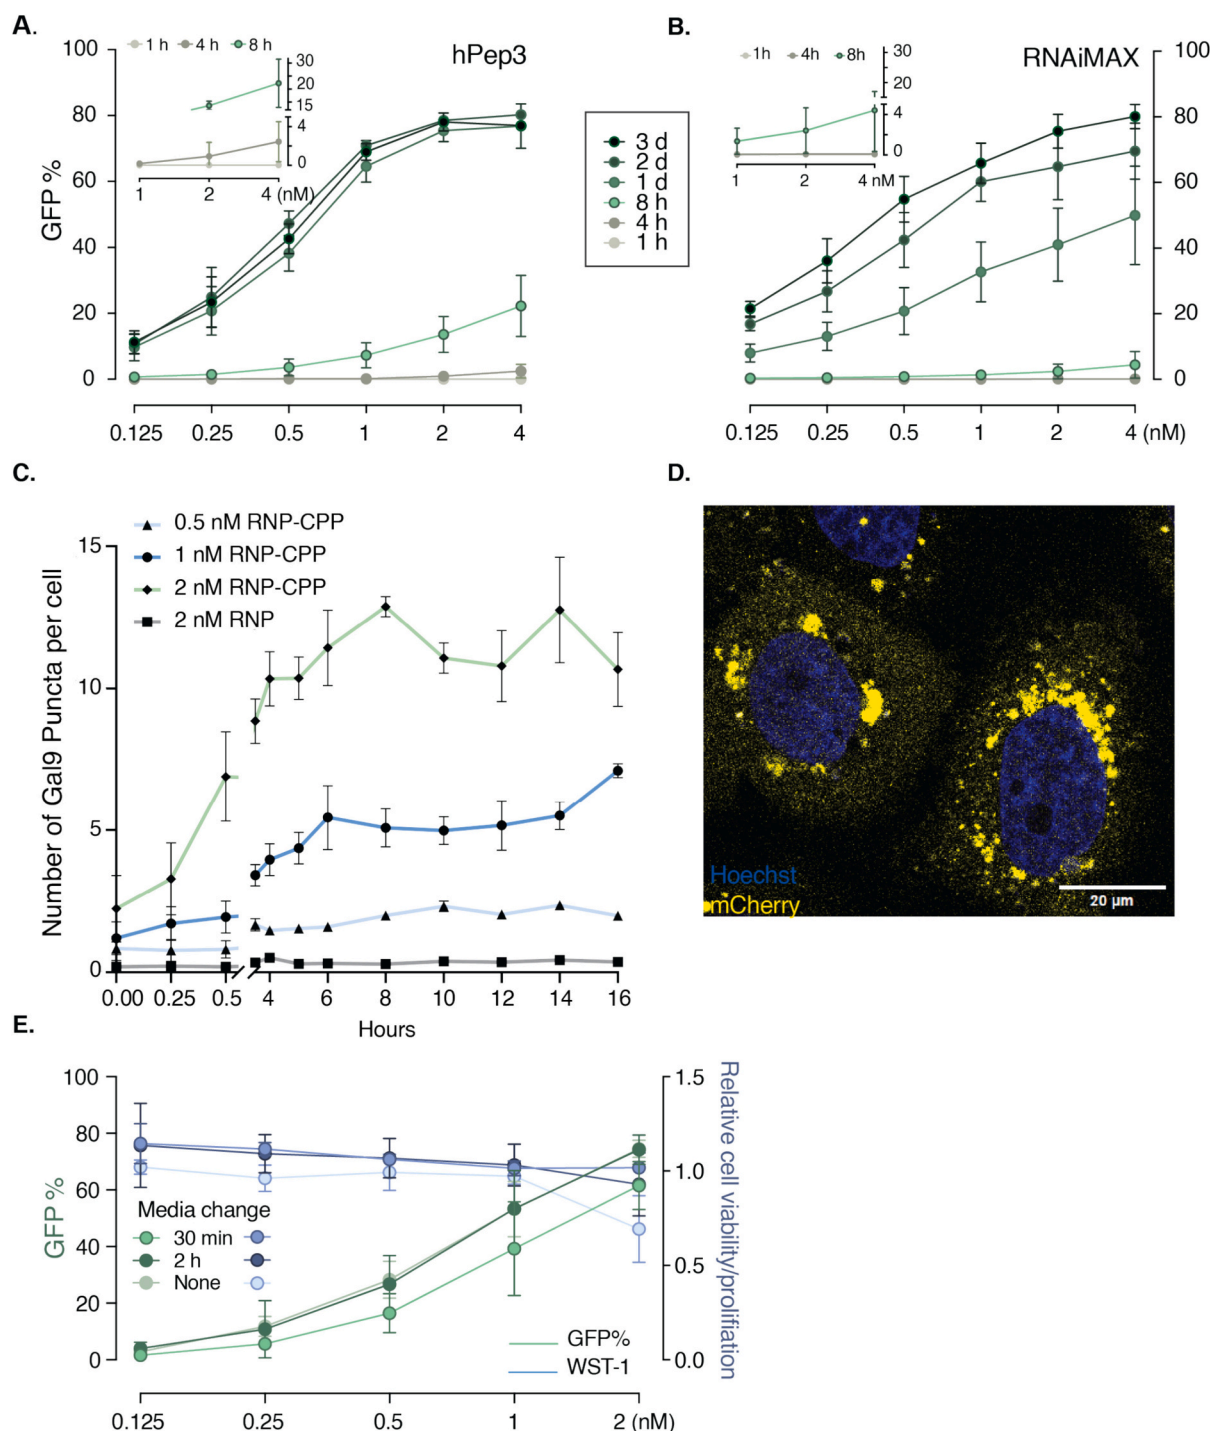 A.
1 h 4 h 8 h
hPep3
100
80
60
40
20
0
GFP %
30
20
15
4
0
1 2 4 (nM)
0.125 0.25 0.5 1 2 4
3 d
2 d
1 d
8 h
4 h
1 h
B.
1h 4h 8h
RNAiMAX
30
20
4
0
1 2 4 nM
100
80
60
40
20
0
0.125 0.25 0.5 1 2 4 (nM)
C.
0.5 nM RNP-CPP
1 nM RNP-CPP
2 nM RNP-CPP
2 nM RNP
15
10
5
0
Number of Gal9 Puncta per cell
0.00 0.25 0.5 4 6 8 10 12 14 16
Hours
D.
Hoechst
mCherry
20 µm
E.
100
80
60
40
20
0
GFP %
Media change
30 min
2 h
None
GFP%
WST-1
1.5
1.0
0.5
0.0
Relative cell viability/prolifiation
0.125 0.25 0.5 1 2 (nM)